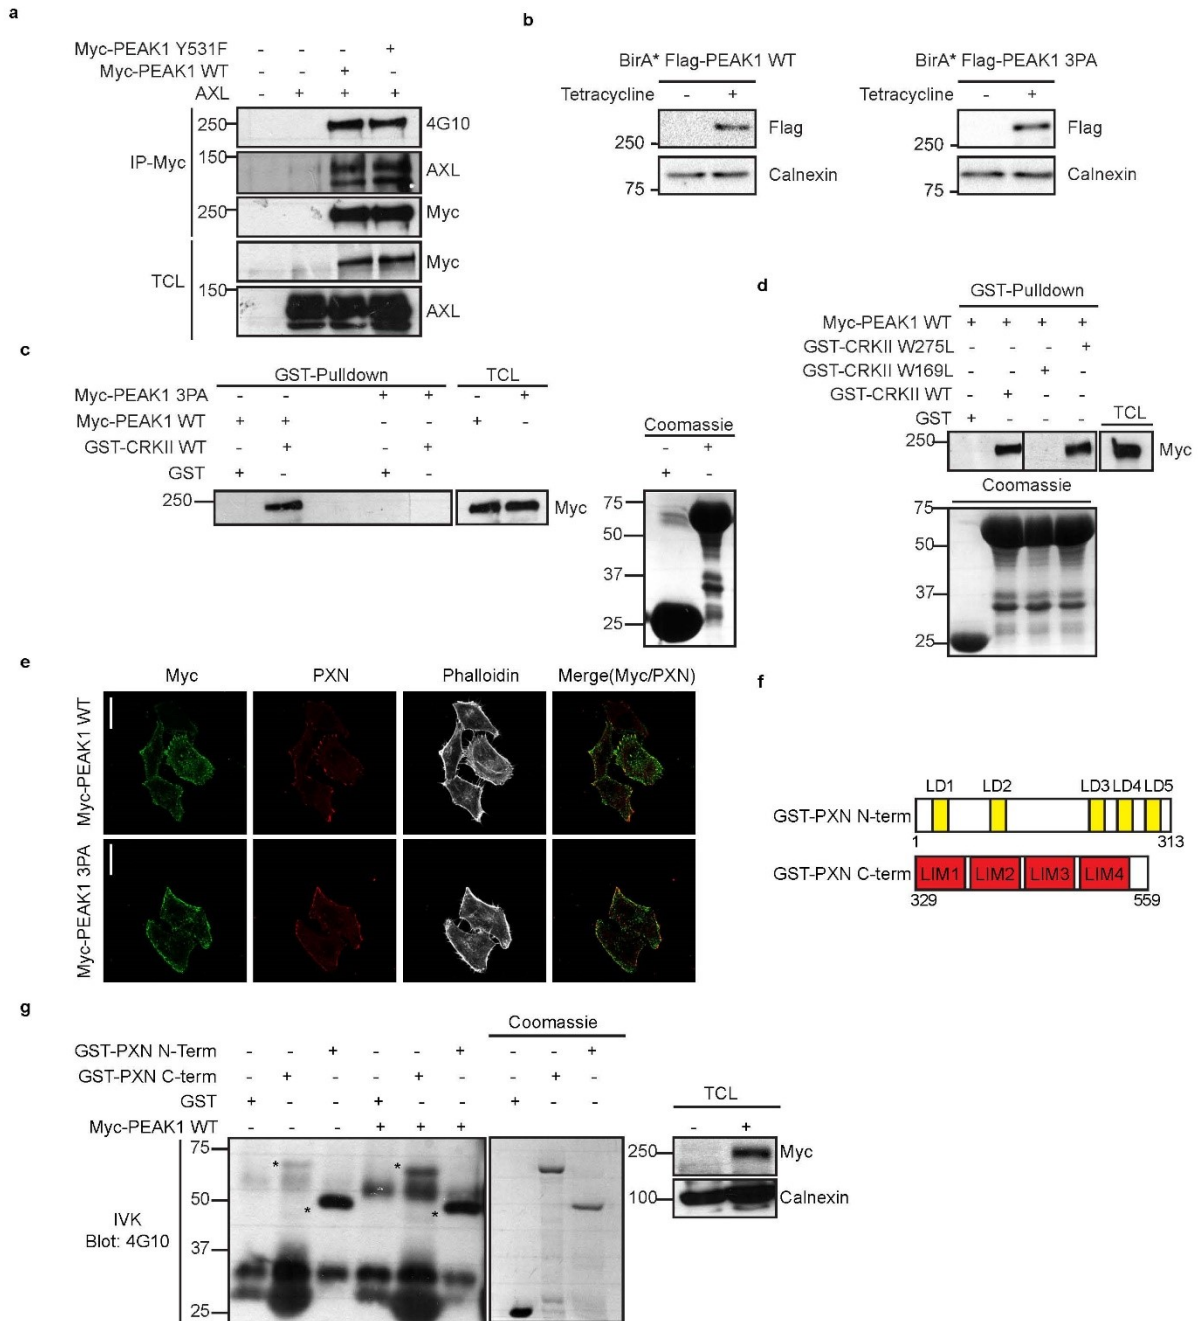 a
Myc-PEAK1 Y531F - - - +
Myc-PEAK1 WT - - + -
AXL - + + +
IP-Myc
250 4G10
150 AXL
250 Myc
TCL
Myc
150 AXL
b
BirA* Flag-PEAK1 WT
Tetracycline - +
250 Flag
75 Calnexin
BirA* Flag-PEAK1 3PA
Tetracycline - +
250 Flag
75 Calnexin
c
GST-Pulldown TCL
Myc-PEAK1 3PA - - + + - +
Myc-PEAK1 WT + + - - + -
GST-CRKII WT - + - +
GST + - + -
250 Myc
Coomassie
- +
+ -
75
50
37
25
d
GST-Pulldown
Myc-PEAK1 WT + + + +
GST-CRKII W275L - - - +
GST-CRKII W169L - - + -
GST-CRKII WT - + - -
GST + - - - TCL
250 Myc
Coomassie
75
50
37
25
e
Myc PXN Phalloidin Merge(Myc/PXN)
Myc-PEAK1 WT
Myc-PEAK1 3PA
f
LD1 LD2 LD3 LD4 LD5
GST-PXN N-term
1 313
GST-PXN C-term LIM1 LIM2 LIM3 LIM4
329 559
g
Coomassie
GST-PXN N-Term - - + - - + - - +
GST-PXN C-term - + - - + - - + -
GST + - - + - - + - -
Myc-PEAK1 WT - - - + + +
IVK
Blot: 4G10
75
50
37
25
* * * *
TCL
- +
250 Myc
100 Calnexin